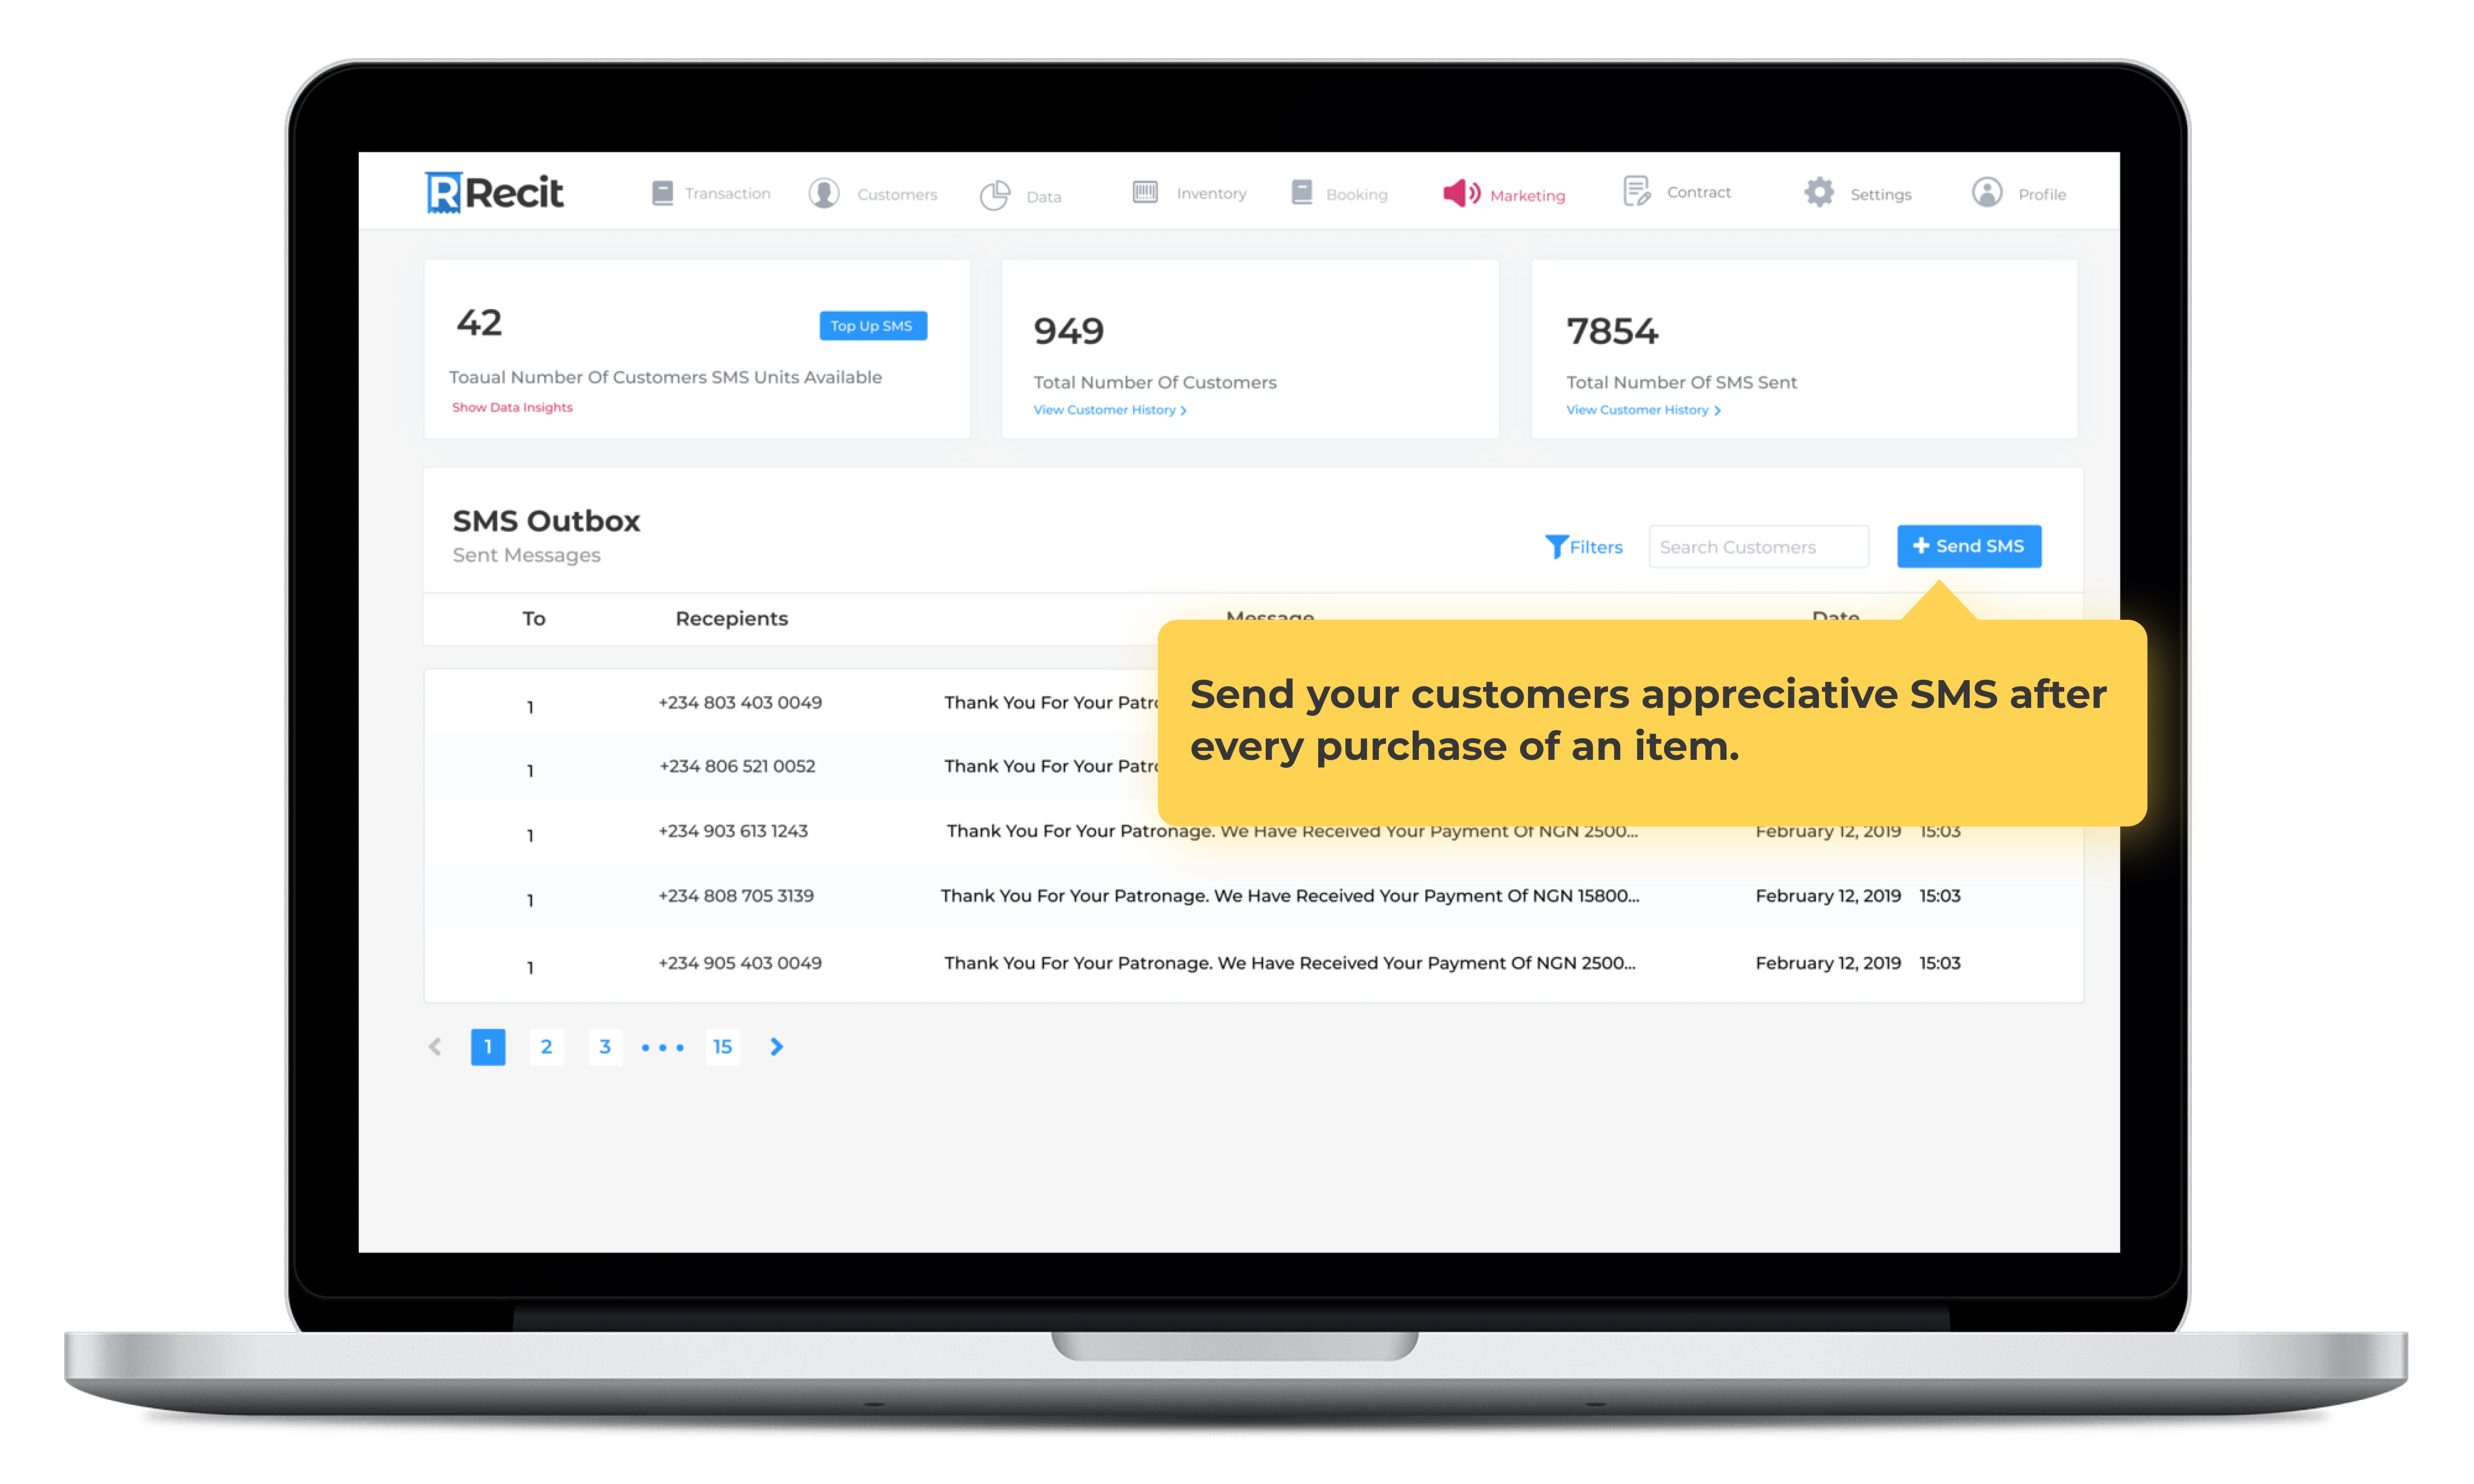 Recit
Transaction
Customers
Data
Inventory
Booking
Marketing
Contract
Settings
Profile
42
Top Up SMS
Toaual Number Of Customers SMS Units Available
Show Data Insights
949
Total Number Of Customers
View Customer History >
7854
Total Number Of SMS Sent
View Customer History >
SMS Outbox
Sent Messages
Filters
Search Customers
+ Send SMS
To Recepients Message Date
Send your customers appreciative SMS after
every purchase of an item.
1 +234 803 403 0049 Thank You For Your
1 +234 806 521 0052 Thank You For Your
1 +234 903 613 1243 Thank You For Your Patronage. We Have Received Your Payment Of NGN 2500... February 12, 2019 15:03
1 +234 808 705 3139 Thank You For Your Patronage. We Have Received Your Payment Of NGN 15800... February 12, 2019 15:03
1 +234 905 403 0049 Thank You For Your Patronage. We Have Received Your Payment Of NGN 2500... February 12, 2019 15:03
< 1 2 3 ••• 15 >